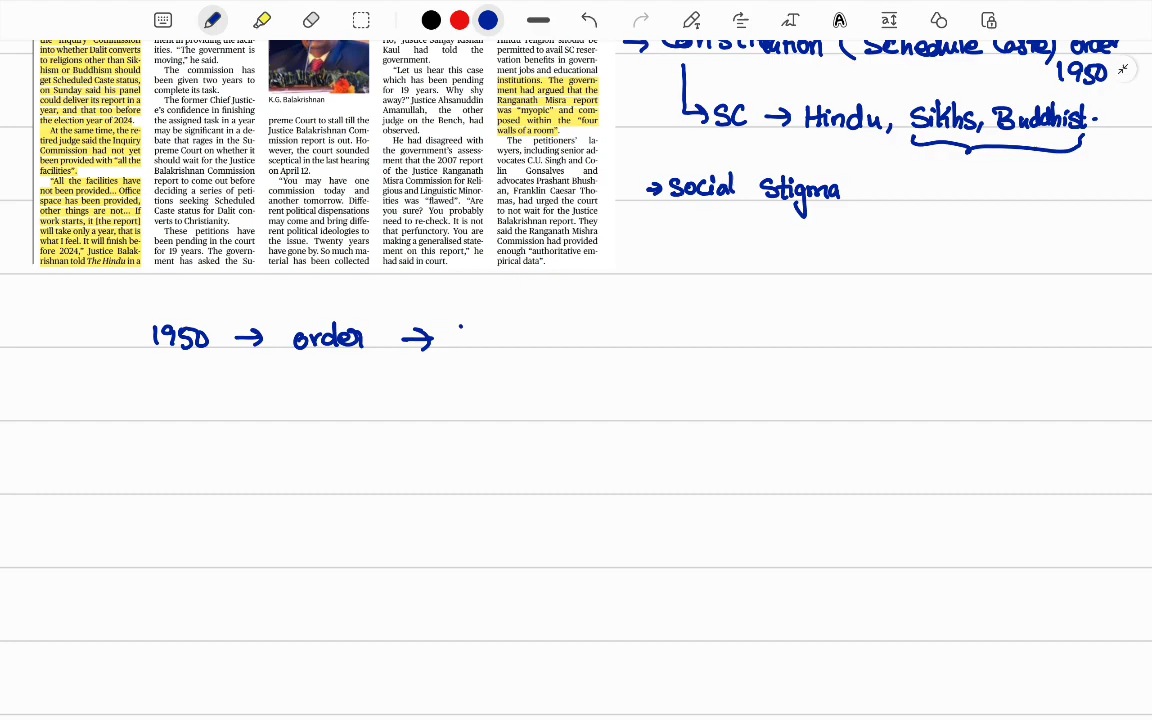 the Inquiry Commission
into whether Dalit converts
to religions other than Sik-
hism or Buddhism should
get Scheduled Caste status,
on Sunday said his panel
could deliver its report in a
year, and that too before
the election year of 2024.
At the same time, the re-
tired judge said the Inquiry
Commission had not yet
been provided with “all the
facilities”.
“All the facilities have
not been provided... Office
space has been provided,
other things are not... If
work starts, it [the report]
will take only a year, that is
what I feel. It will finish be-
fore 2024,” Justice Balak-
rishnan told The Hindu in a
ment in providing the facil-
ities. “The government is
moving,” he said.
The commission has
been given two years to
complete its task.
The former Chief Justic-
e’s confidence in finishing
the assigned task in a year
may be significant in a de-
bate that rages in the Su-
preme Court on whether it
should wait for the Justice
Balakrishnan Commission
report to come out before
deciding a series of peti-
tions seeking Scheduled
Caste status for Dalit con-
verts to Christianity.
These petitions have
been pending in the court
for 19 years. The govern-
ment has asked the Su-
K.G. Balakrishnan
preme Court to stall till the
Justice Balakrishnan Com-
mission report is out. Ho-
wever, the court sounded
sceptical in the last hearing
on April 12.
“You may have one
commission today and
another tomorrow. Diffe-
rent political dispensations
may come and bring diffe-
rent political ideologies to
the issue. Twenty years
have gone by. So much ma-
terial has been collected
Kaul had told the
government.
“Let us hear this case
which has been pending
for 19 years. Why shy
away?” Justice Ahsanuddin
Amanullah, the other
judge on the Bench, had
observed.
He had disagreed with
the government’s assess-
ment that the 2007 report
of the Justice Ranganath
Misra Commission for Reli-
gious and Linguistic Minor-
ities was “flawed”. “Are
you sure? You probably
need to re-check. It is not
that perfunctory. You are
making a generalised state-
ment on this report,” he
had said in court.
Hindu religion should be
permitted to avail SC reser-
vation benefits in govern-
ment jobs and educational
institutions. The govern-
ment had argued that the
Ranganath Misra report
was “myopic” and com-
posed within the “four
walls of a room”.
The petitioners’ la-
wyers, including senior ad-
vocates C.U. Singh and Co-
lin Gonsalves and
advocates Prashant Bhush-
an, Franklin Caesar Tho-
mas, had urged the court
to not wait for the Justice
Balakrishnan report. They
said the Ranganath Mishra
Commission had provided
enough “authoritative em-
pirical data”.
→ Constitution (Schedule Caste) order
1950
→ SC → Hindu, Sikhs, Buddhist.
→ Social Stigma
1950 → order →